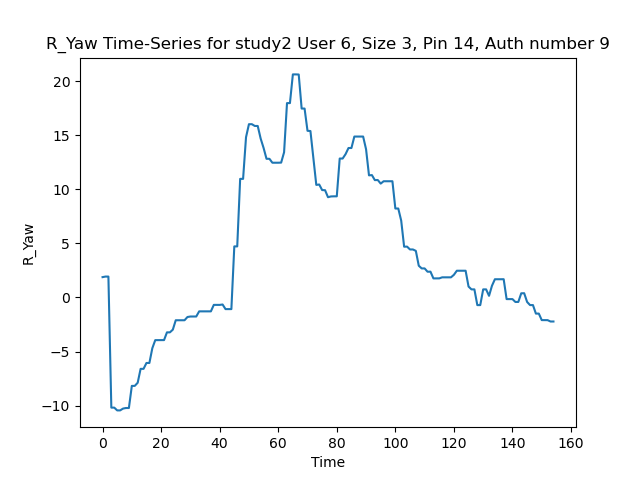 R_Yaw Time-Series for study2 User 6, Size 3, Pin 14, Auth number 9
20
15
10
5
0
−5
−10
R_Yaw
0 20 40 60 80 100 120 140 160
Time